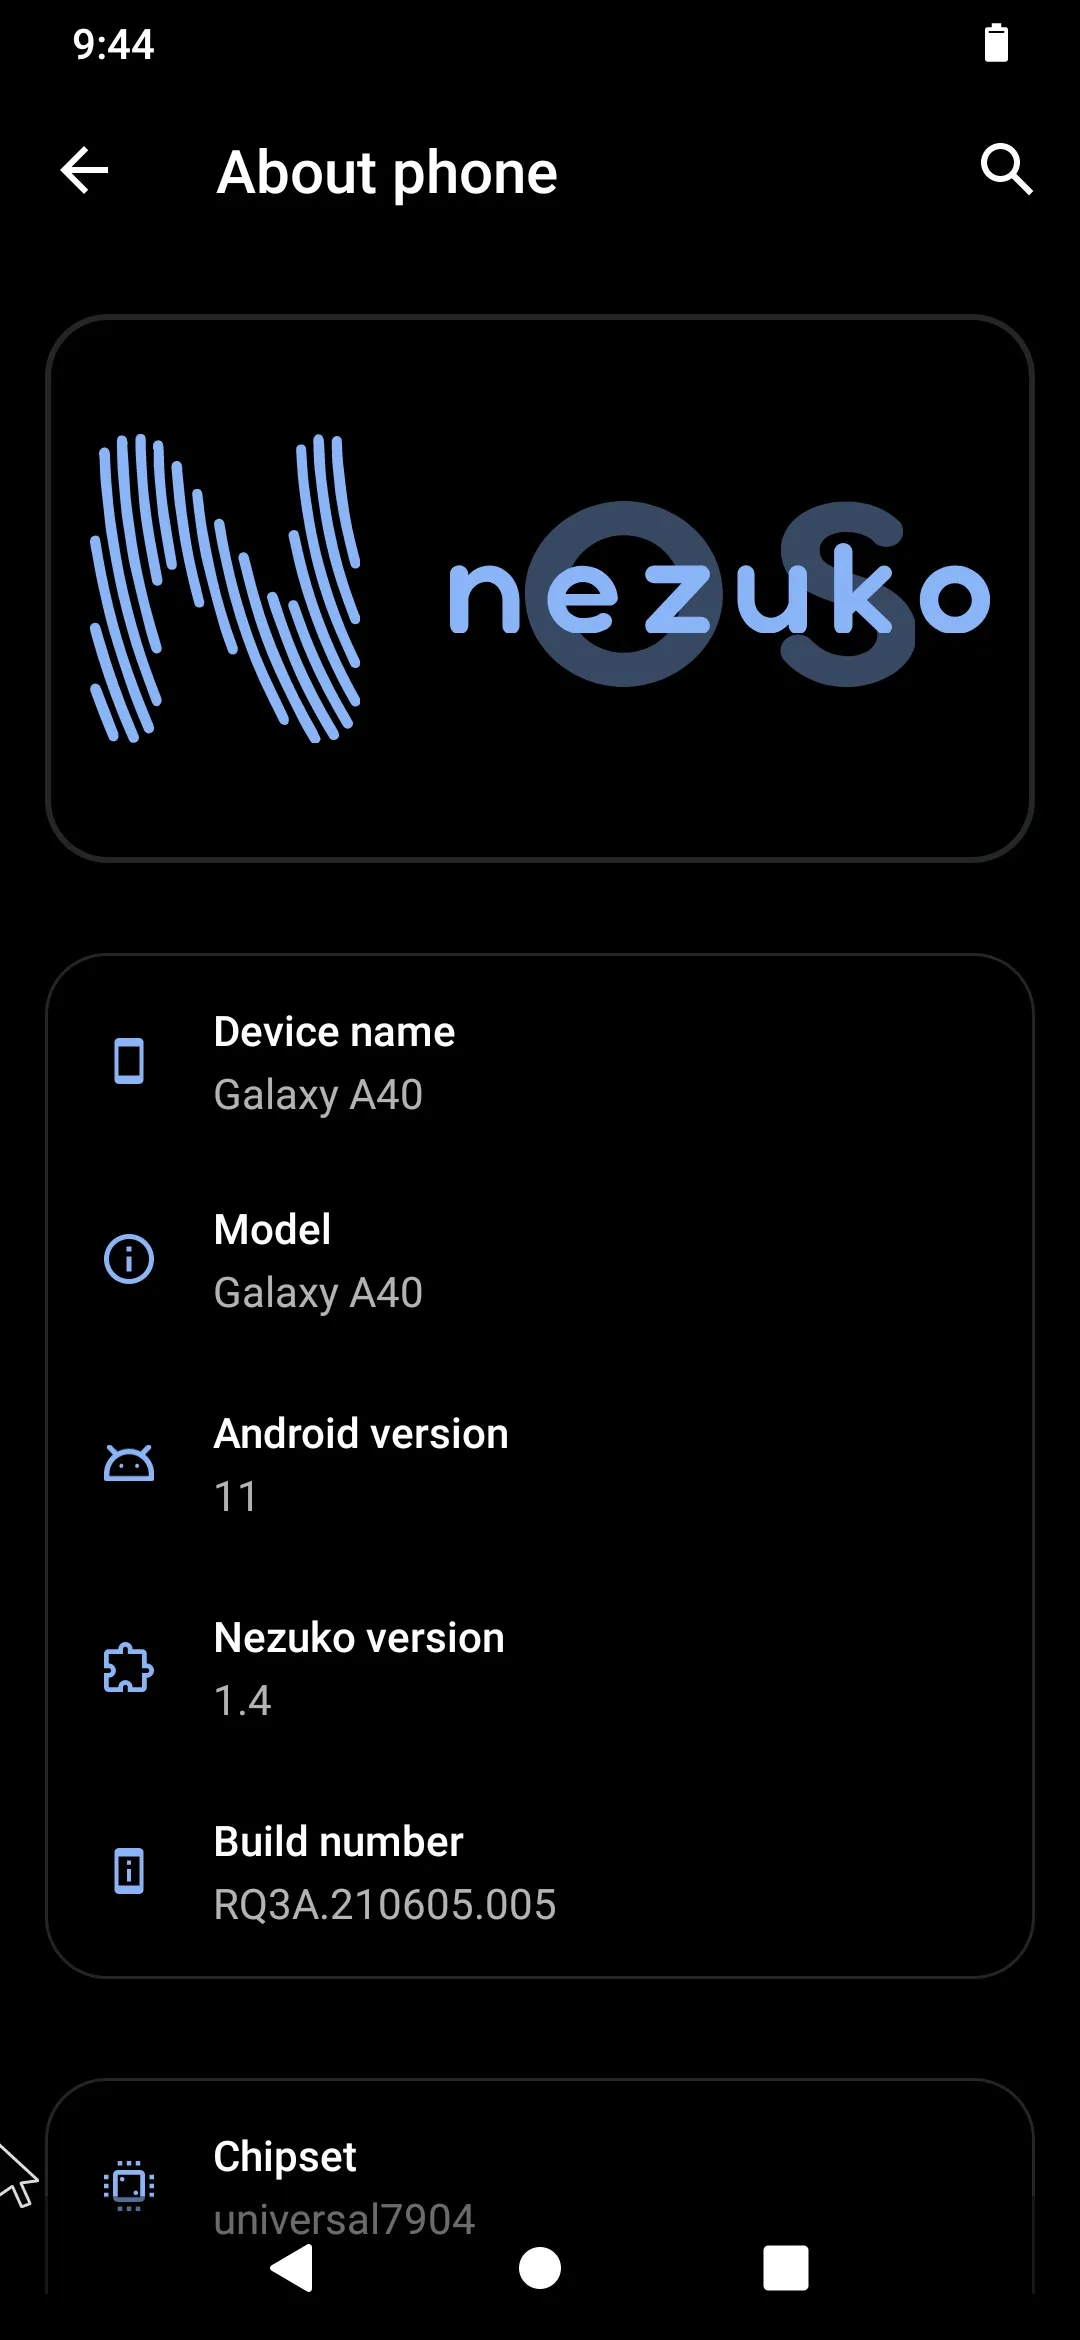 9:44
About phone
nezuko
OS
Device name
Galaxy A40
Model
Galaxy A40
Android version
11
Nezuko version
1.4
Build number
RQ3A.210605.005
Chipset
universal7904